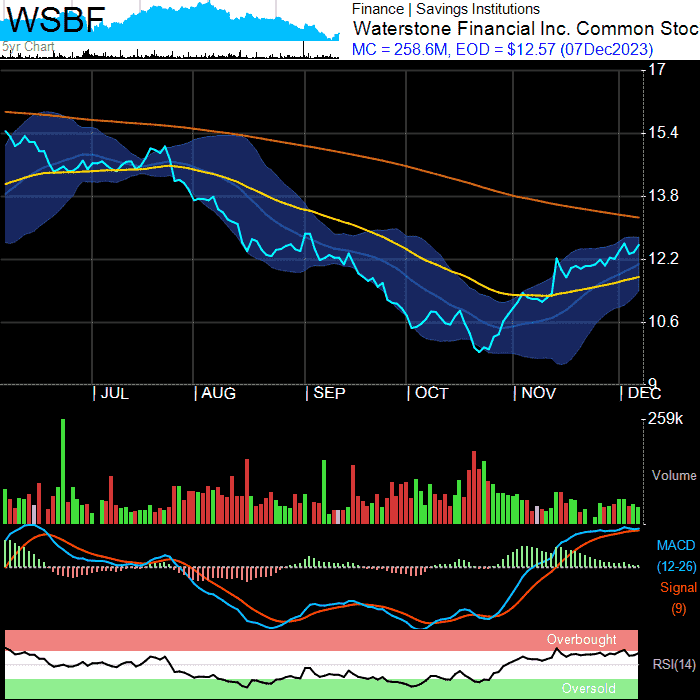 WSBF
5yr Chart
Finance | Savings Institutions
Waterstone Financial Inc. Common Stoc
MC = 258.6M, EOD = $12.57 (07Dec2023)
17
15.4
13.8
12.2
10.6
9
JUL AUG SEP OCT NOV DEC
259k
Volume
MACD
(12-26)
Signal
(9)
Overbought
RSI(14)
Oversold